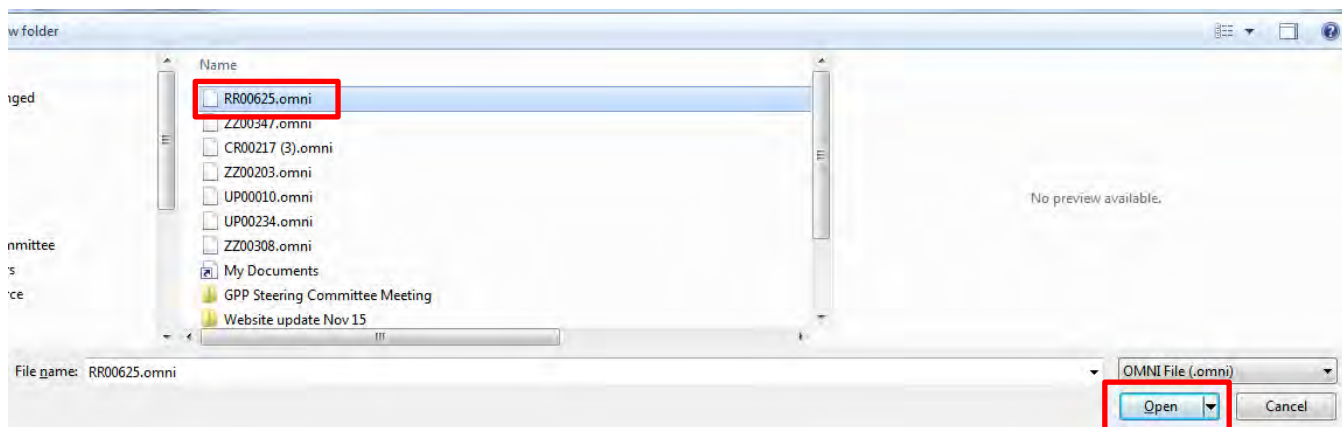 w folder
Name
nged
RR00625.omni
ZZ00347.omni
CR00217 (3).omni
ZZ00203.omni
UP00010.omni
UP00234.omni
nmittee
ZZ00308.omni
rs
My Documents
rce
GPP Steering Committee Meeting
Website update Nov 15
No preview available.
File name: RR00625.omni
OMNI File (.omni)
Open
Cancel